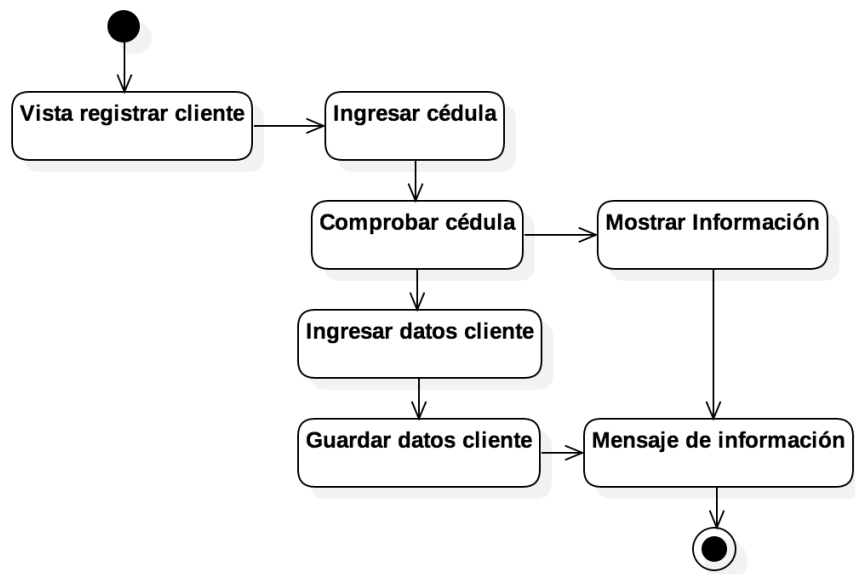 Vista registrar cliente
Ingresar cédula
Comprobar cédula
Mostrar Información
Ingresar datos cliente
Guardar datos cliente
Mensaje de información